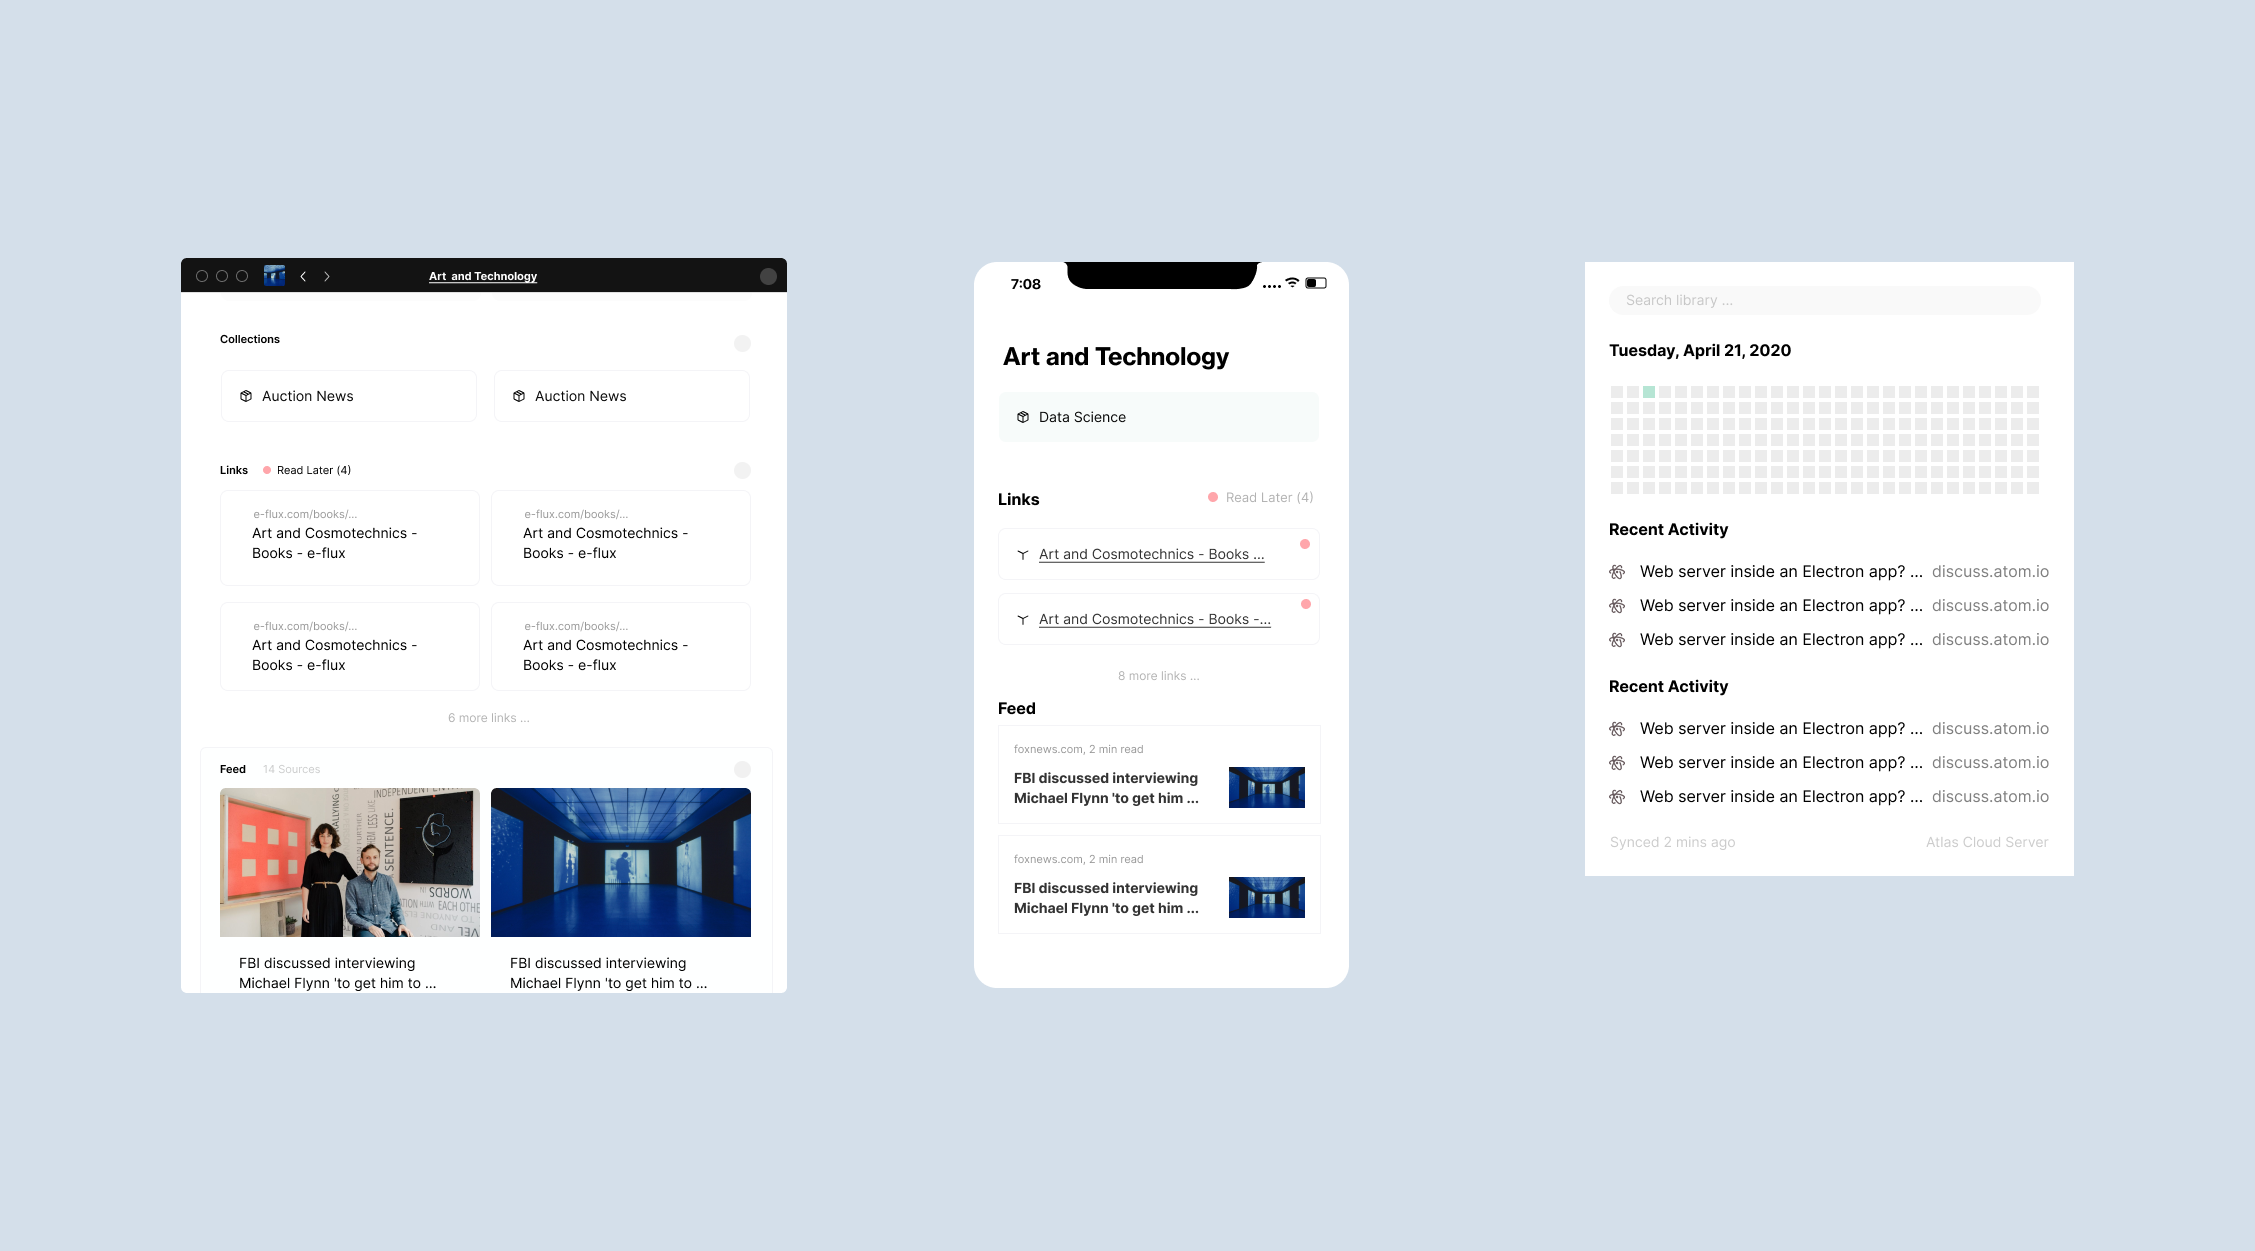 Art and Technology
Collections
Auction News
Auction News
Links
Read Later (4)
e-flux.com/books/...
Art and Cosmotechnics -
Books - e-flux
e-flux.com/books/...
Art and Cosmotechnics -
Books - e-flux
e-flux.com/books/...
Art and Cosmotechnics -
Books - e-flux
e-flux.com/books/...
Art and Cosmotechnics -
Books - e-flux
6 more links ...
Feed
14 Sources
INDEPENDENT
SENTENCE.
WORDS
EACH OTHE
FBI discussed interviewing
Michael Flynn 'to get him to ...
FBI discussed interviewing
Michael Flynn 'to get him to ...
7:08
Art and Technology
Data Science
Links
Read Later (4)
Art and Cosmotechnics - Books ...
Art and Cosmotechnics - Books -...
8 more links ...
Feed
foxnews.com, 2 min read
FBI discussed interviewing
Michael Flynn 'to get him ...
foxnews.com, 2 min read
FBI discussed interviewing
Michael Flynn 'to get him ...
Search library ...
Tuesday, April 21, 2020
Recent Activity
Web server inside an Electron app? ... discuss.atom.io
Web server inside an Electron app? ... discuss.atom.io
Web server inside an Electron app? ... discuss.atom.io
Recent Activity
Web server inside an Electron app? ... discuss.atom.io
Web server inside an Electron app? ... discuss.atom.io
Web server inside an Electron app? ... discuss.atom.io
Synced 2 mins ago
Atlas Cloud Server